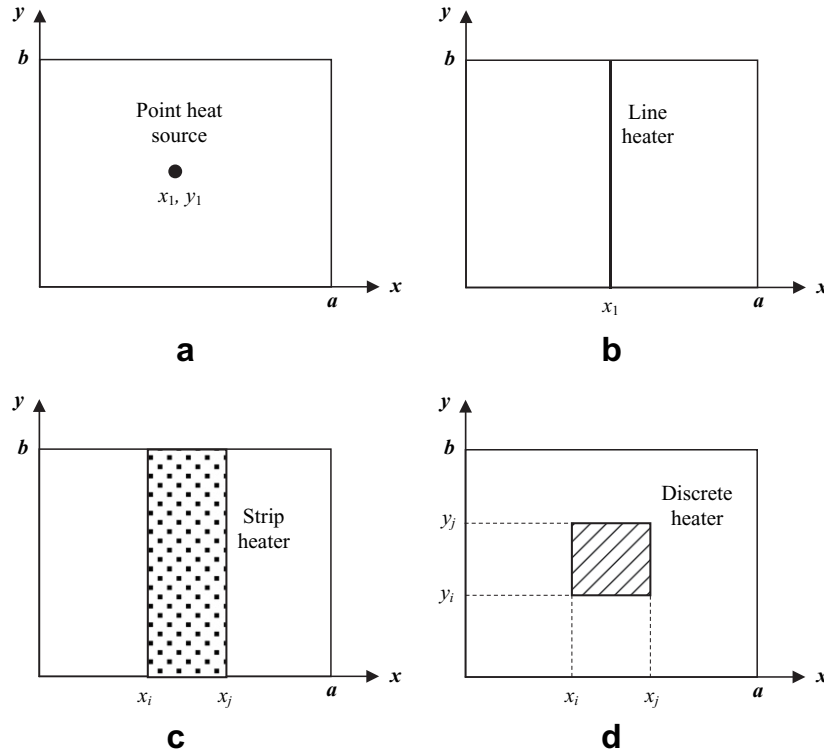 y
b
Point heat
source
x1, y1
x
a
a
y
b
Line
heater
x
x1
a
b
y
b
Strip
heater
x
xi
xj
a
c
y
b
Discrete
heater
yj
yi
x
xi
xj
a
d